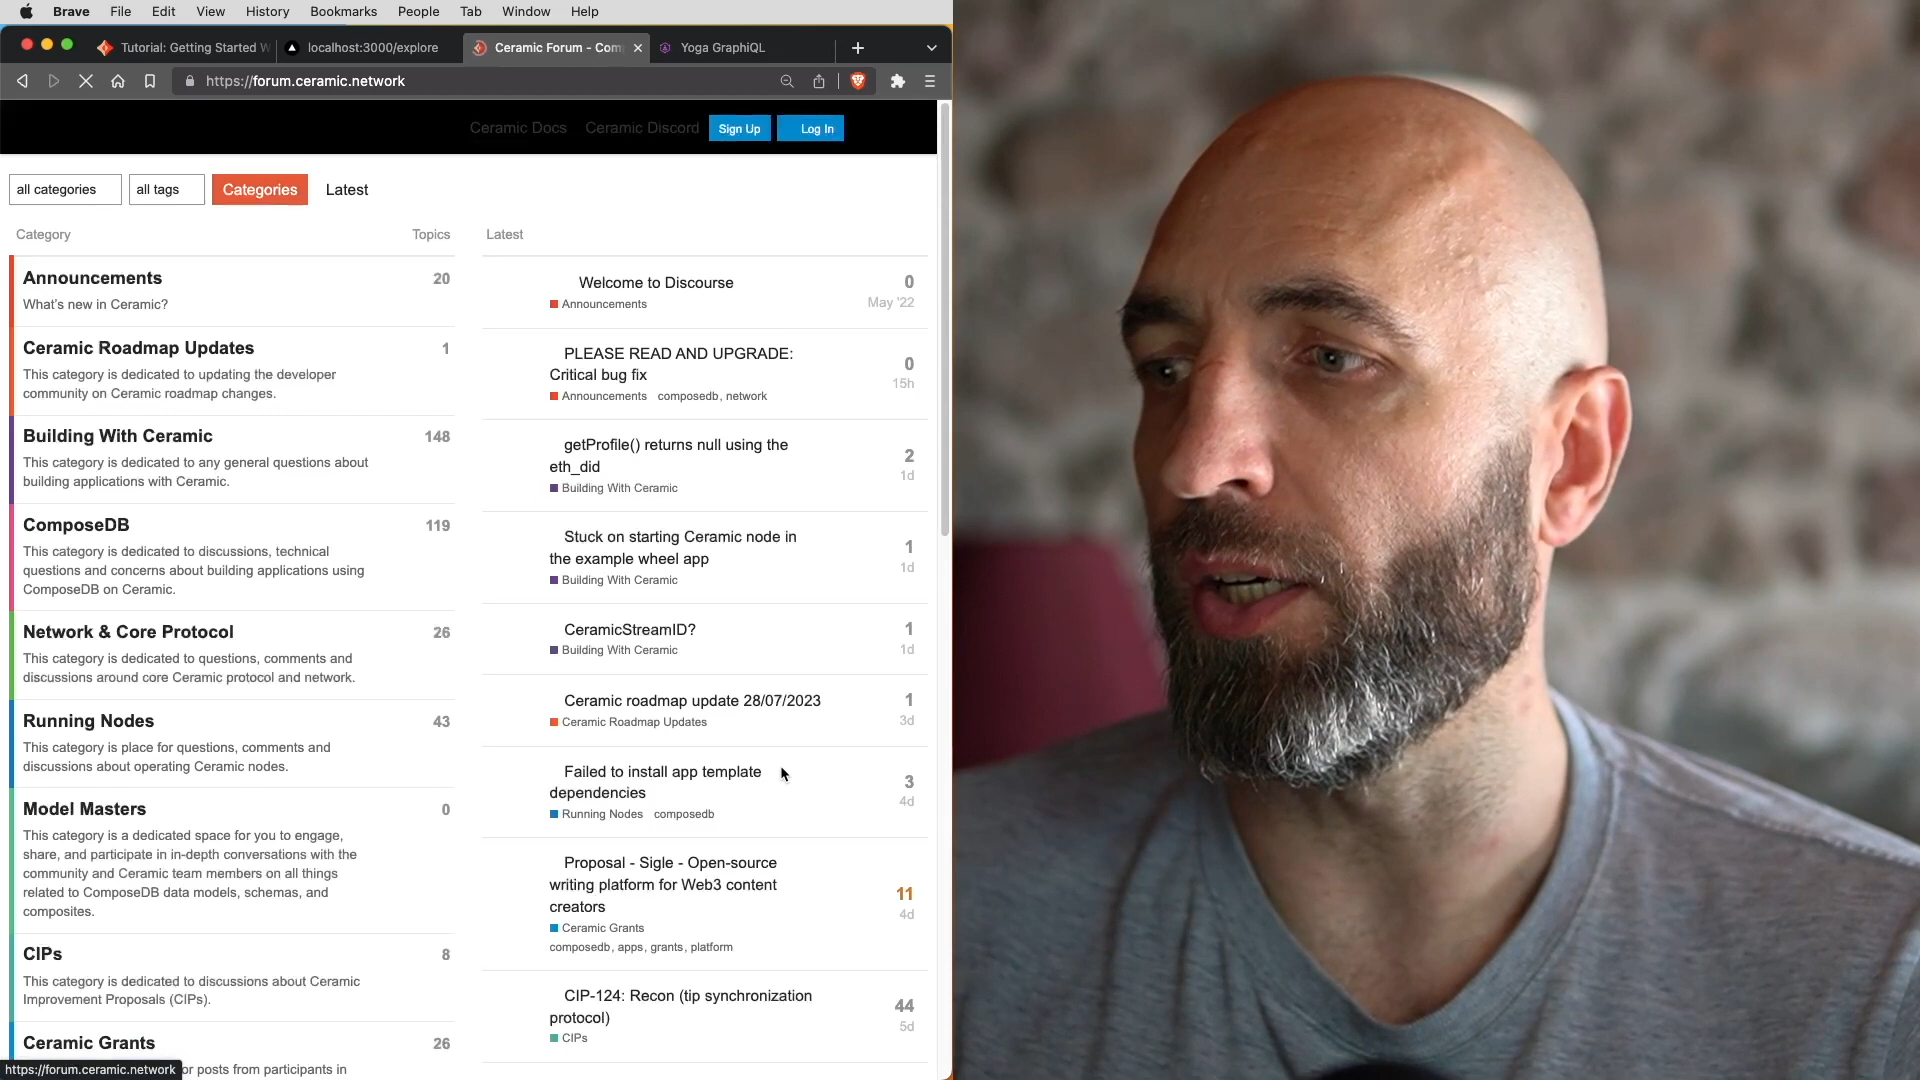 Brave File Edit View History Bookmarks People Tab Window Help
Tutorial: Getting Started W localhost:3000/explore Ceramic Forum - Com Yoga GraphiQL
https://forum.ceramic.network
Ceramic Docs Ceramic Discord Sign Up Log In
all categories all tags Categories Latest
Category Topics
Announcements 20
What's new in Ceramic?
Ceramic Roadmap Updates 1
This category is dedicated to updating the developer
community on Ceramic roadmap changes.
Building With Ceramic 148
This category is dedicated to any general questions about
building applications with Ceramic.
ComposeDB 119
This category is dedicated to discussions, technical
questions and concerns about building applications using
ComposeDB on Ceramic.
Network & Core Protocol 26
This category is dedicated to questions, comments and
discussions around core Ceramic protocol and network.
Running Nodes 43
This category is place for questions, comments and
discussions about operating Ceramic nodes.
Model Masters 0
This category is a dedicated space for you to engage,
share, and participate in in-depth conversations with the
community and Ceramic team members on all things
related to ComposeDB data models, schemas, and
composites.
CIPs 8
This category is dedicated to discussions about Ceramic
Improvement Proposals (CIPs).
Ceramic Grants 26
or posts from participants in
https://forum.ceramic.network
Latest
Welcome to Discourse 0
Announcements May '22
PLEASE READ AND UPGRADE:
Critical bug fix 0
Announcements composedb, network 15h
getProfile() returns null using the
eth_did 2
Building With Ceramic 1d
Stuck on starting Ceramic node in
the example wheel app 1
Building With Ceramic 1d
CeramicStreamID? 1
Building With Ceramic 1d
Ceramic roadmap update 28/07/2023 1
Ceramic Roadmap Updates 3d
Failed to install app template
dependencies 3
Running Nodes composedb 4d
Proposal - Sigle - Open-source
writing platform for Web3 content
creators 11
Ceramic Grants 4d
composedb, apps, grants, platform
CIP-124: Recon (tip synchronization
protocol) 44
CIPs 5d